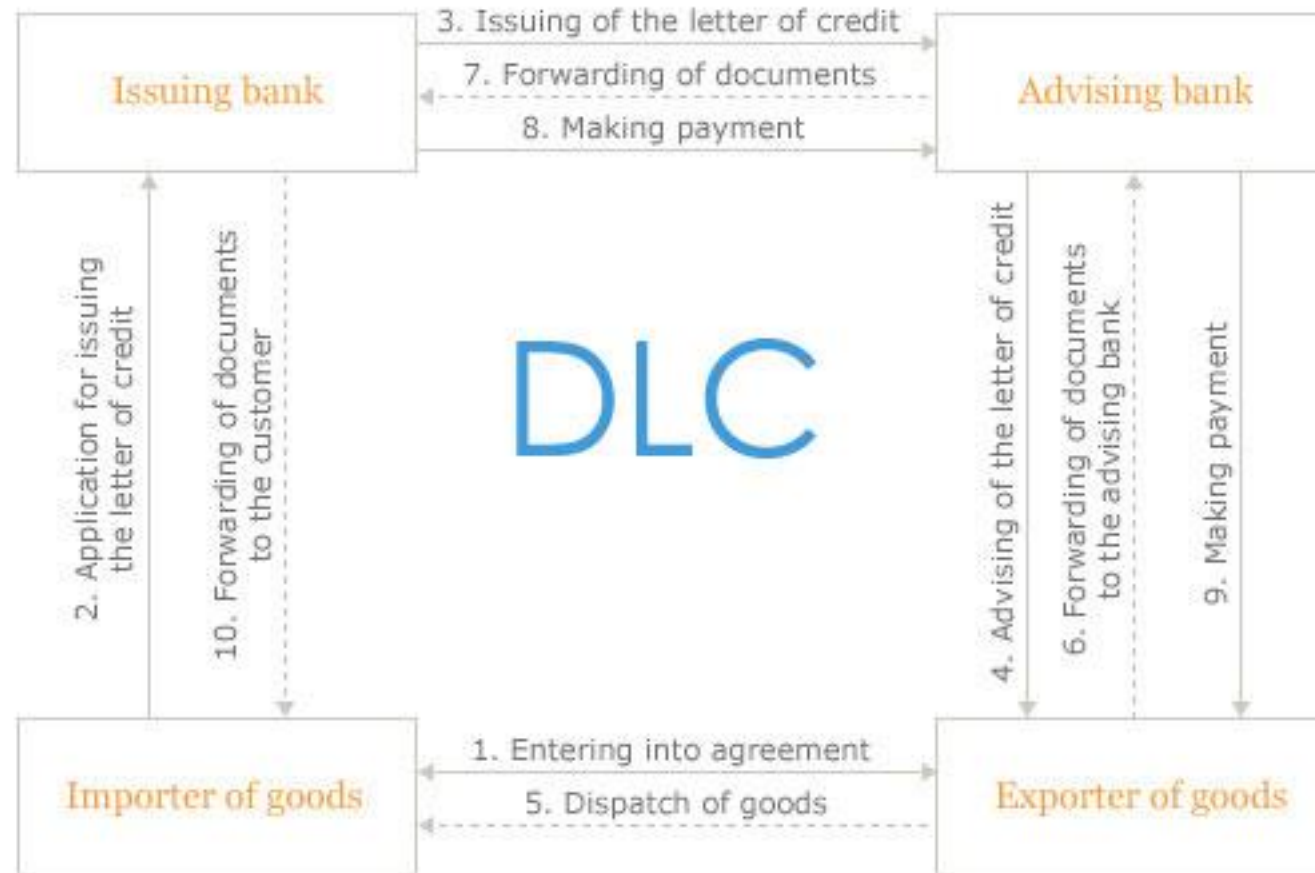 3. Issuing of the letter of credit
Issuing bank
7. Forwarding of documents
Advising bank
8. Making payment
2. Application for issuing
the letter of credit
10. Forwarding of documents
to the customer
DLC
4. Advising of the letter of credit
6. Forwarding of documents
to the advising bank
9. Making payment
1. Entering into agreement
Importer of goods
5. Dispatch of goods
Exporter of goods